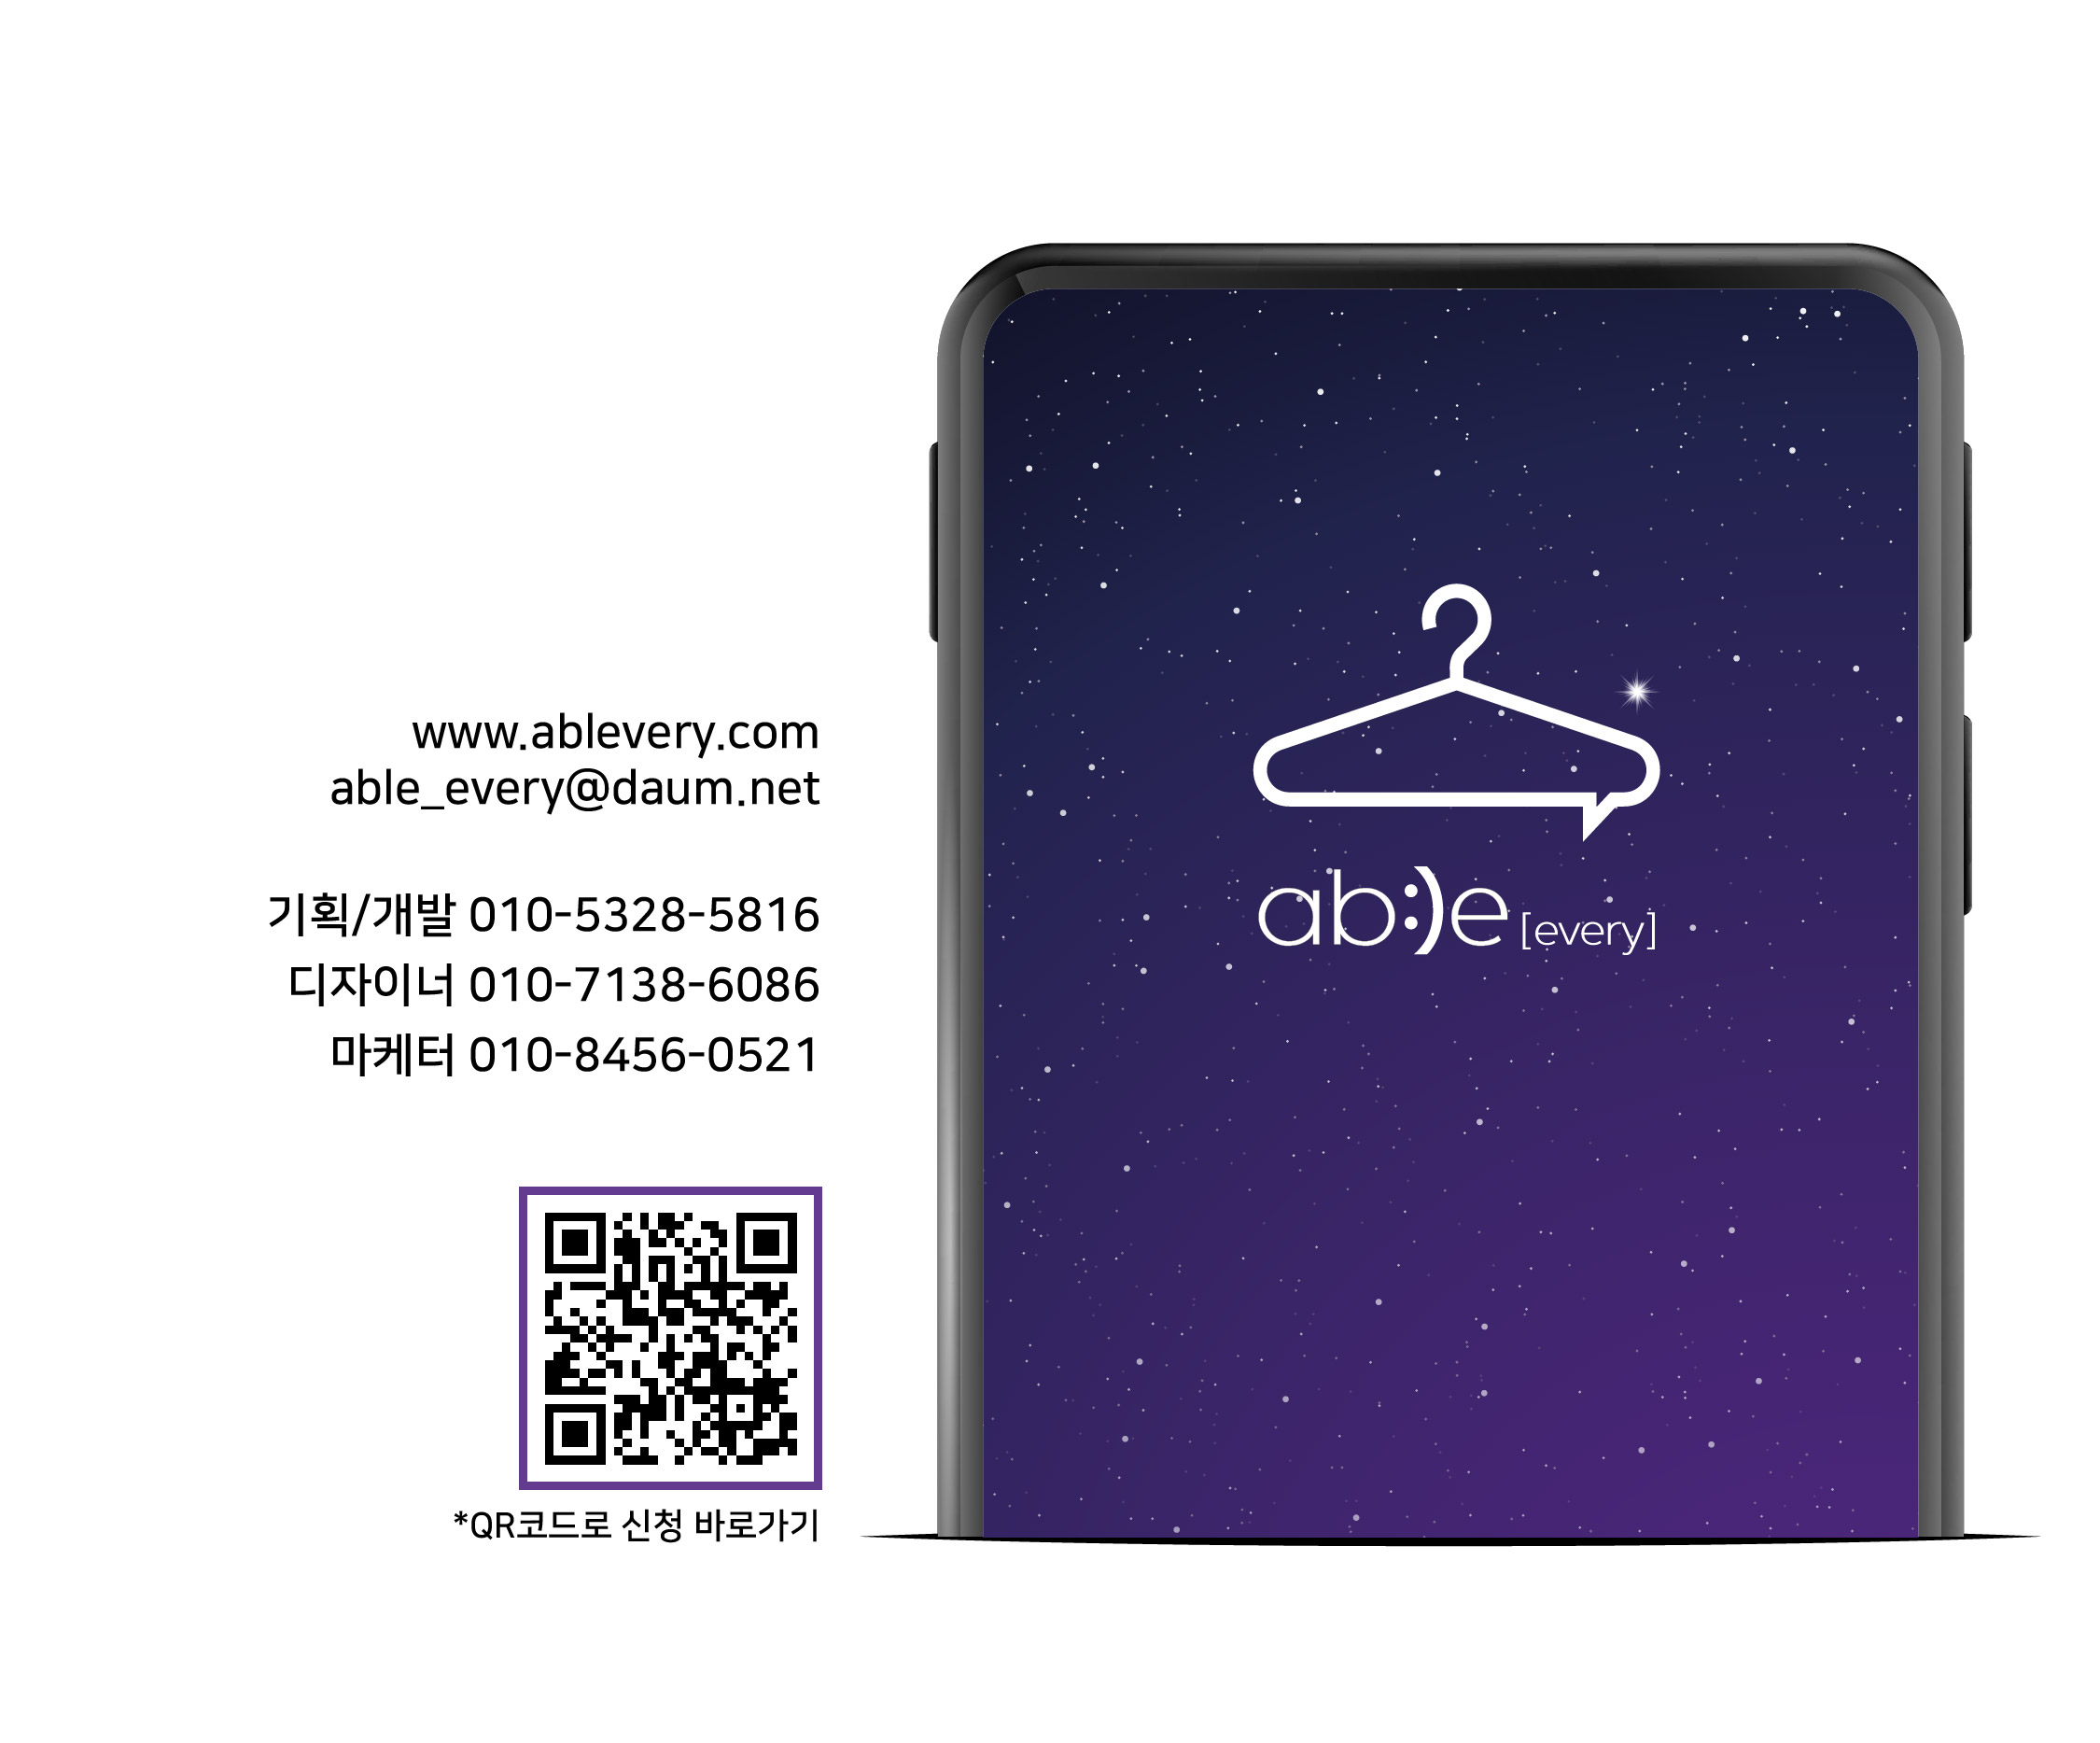 www.ablevery.com
able_every@daum.net
기획/개발 010-5328-5816
디자이너 010-7138-6086
마케터 010-8456-0521
*QR코드로 신청 바로가기
ab:)e [every]